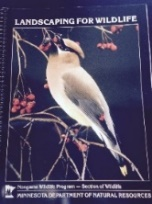 LANDSCAPING FOR WILDLIFE
Nongame Wildlife Program — Section of Wildlife
MINNESOTA DEPARTMENT OF NATURAL RESOURCES